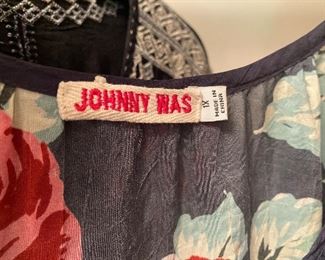 JOHNNY WAS
1X
MADE IN
CHINA